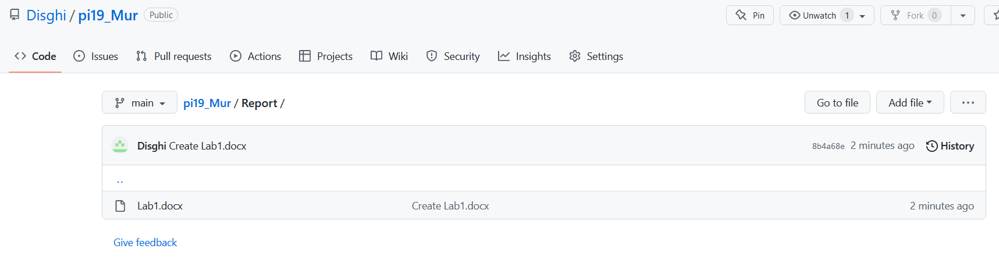 Disghi / pi19_Mur Public Pin Unwatch 1 Fork 0
Code Issues Pull requests Actions Projects Wiki Security Insights Settings
main pi19_Mur / Report / Go to file Add file ...
Disghi Create Lab1.docx 8b4a68e 2 minutes ago History
..
Lab1.docx Create Lab1.docx 2 minutes ago
Give feedback